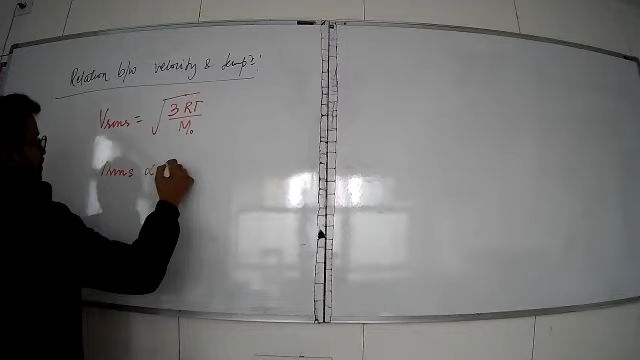 Relation b/w velocity & temp?
Vrms = √(3RT/M₀)
Vrms ∝